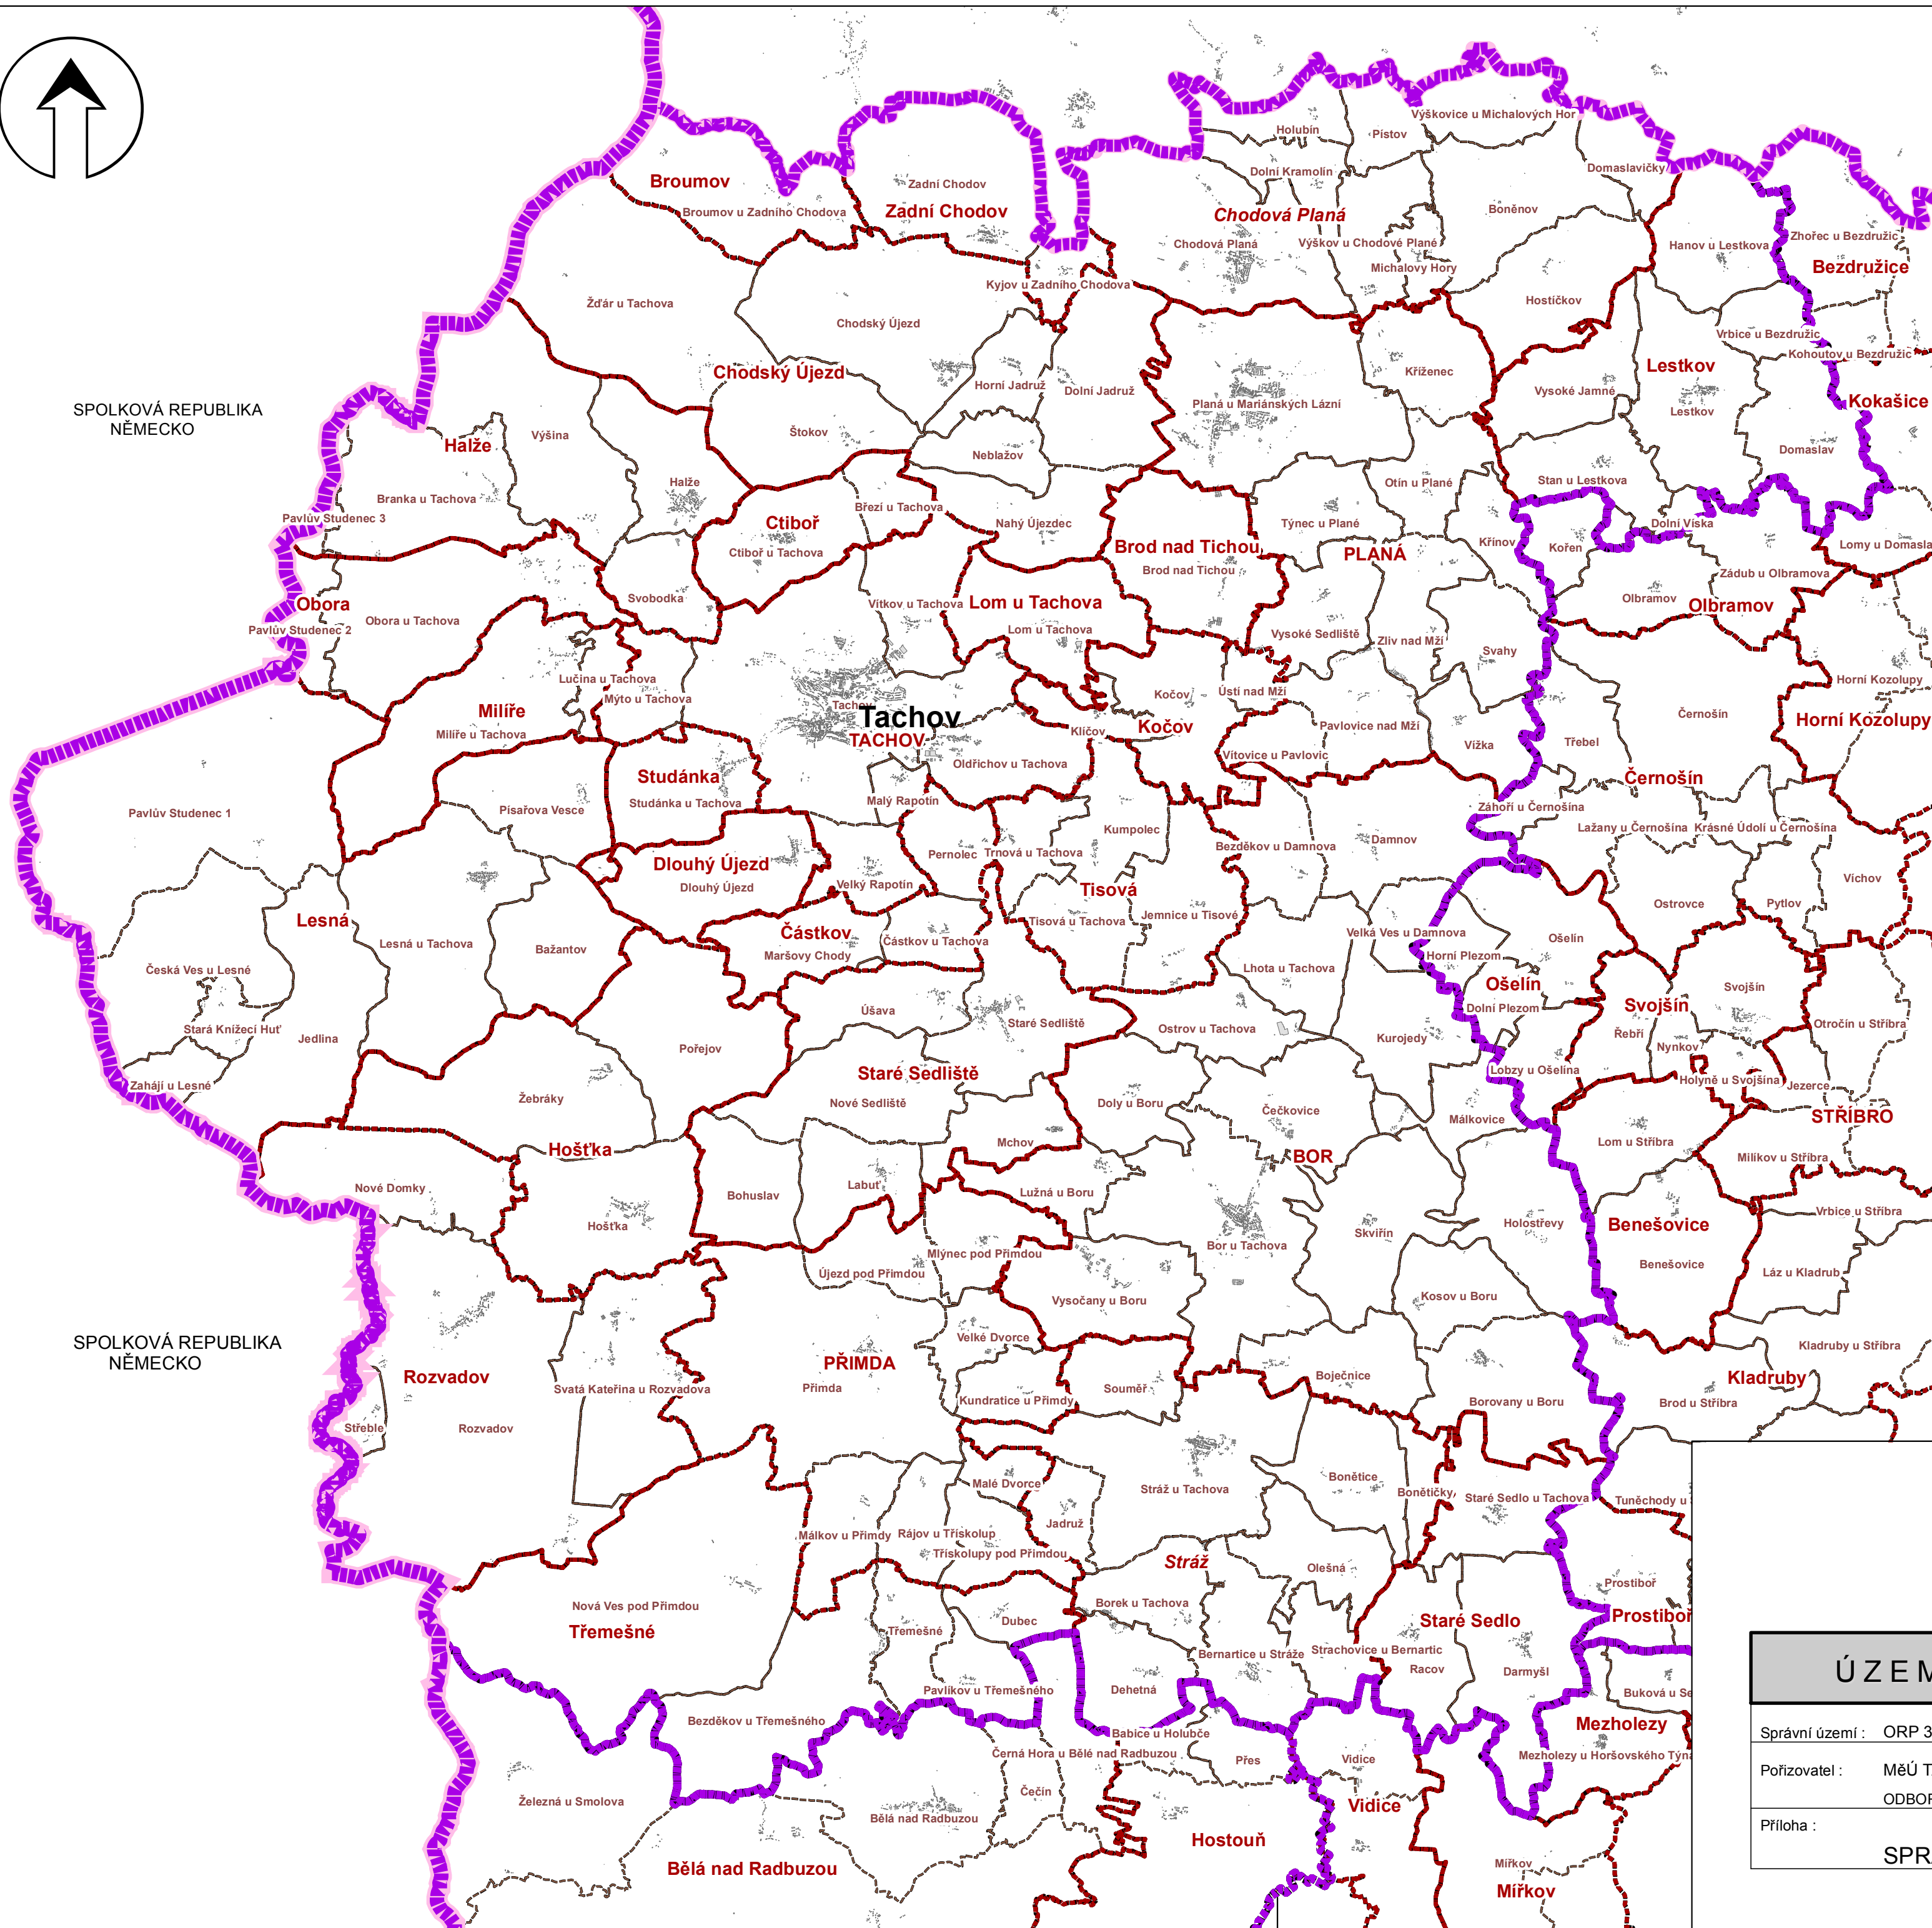 Holubín
Pístov
Výškovice u Michalových Hor
Broumov
Zadní Chodov
Dolní Kramolín
Domaslavičky
Broumov u Zadního Chodova
Zadní Chodov
Chodová Planá
Boněnov
Chodová Planá
Výškov u Chodové Plané
Hanov u Lestkova
Zhořec u Bezdružic
Michalovy Hory
Bezdružice
Kyjov u Zadního Chodova
Žďár u Tachova
Hostíčkov
Chodský Újezd
Vrbice u Bezdružic
Kohoutov u Bezdružic
Chodský Újezd
Horní Jadruž
Dolní Jadruž
Kříženec
Lestkov
Vysoké Jamné
SPOLKOVÁ REPUBLIKA
NĚMECKO
Planá u Mariánských Lázní
Lestkov
Kokašice
Halže
Výšina
Štokov
Neblažov
Domaslav
Halže
Otín u Plané
Stan u Lestkova
Branka u Tachova
Březí u Tachova
Pavlův Studenec 3
Ctiboř
Nahý Újezdec
Týnec u Plané
Dolní Víska
Ctiboř u Tachova
Brod nad Tichou
PLANÁ
Křínov
Kořen
Lomy u Domasla
Brod nad Tichou
Zádub u Olbramova
Obora
Svobodka
Vítkov u Tachova
Lom u Tachova
Olbramov
Olbramov
Obora u Tachova
Pavlův Studenec 2
Lom u Tachova
Vysoké Sedliště
Zliv nad Mží
Svahy
Lučina u Tachova
Mýto u Tachova
Kočov
Ústí nad Mží
Horní Kozolupy
Milíře
Tachov
Tachov
TACHOV
Klíčov
Kočov
Pavlovice nad Mží
Černošín
Horní Kozolupy
Milíře u Tachova
Vížka
Třebel
Oldřichov u Tachova
Vítovice u Pavlovic
Studánka
Černošín
Písařova Vesce
Studánka u Tachova
Malý Rapotín
Záhoří u Černošína
Pavlův Studenec 1
Kumpolec
Damnov
Lažany u Černošína
Krásné Údolí u Černošína
Bezděkov u Damnova
Pernolec
Trnová u Tachova
Dlouhý Újezd
Dlouhý Újezd
Velký Rapotín
Tisová
Víchov
Ostrovce
Pytlov
Lesná
Jemnice u Tisové
Tisová u Tachova
Částkov
Částkov u Tachova
Velká Ves u Damnova
Ošelín
Lesná u Tachova
Bažantov
Maršovy Chody
Horní Plezom
Česká Ves u Lesné
Lhota u Tachova
Ošelín
Svojšín
Svojšín
Dolní Plezom
Úšava
Staré Sedliště
Ostrov u Tachova
Otročín u Stříbra
Stará Knížecí Huť
Jedlina
Kurojedy
Řebří
Nynkov
Pořejov
Staré Sedliště
Lobzy u Ošelína
Holyně u Svojšína
Jezerce
Zahájí u Lesné
Žebráky
Nové Sedliště
Doly u Boru
Čečkovice
Málkovice
STŘÍBRO
Mchov
Lom u Stříbra
Hošťka
BOR
Milíkov u Stříbra
Nové Domky
Bohuslav
Labuť
Lužná u Boru
Vrbice u Stříbra
Hošťka
Skviřín
Holostřevy
Benešovice
Mlýnec pod Přimdou
Bor u Tachova
Benešovice
Újezd pod Přimdou
Láz u Kladrub
Vysočany u Boru
Kosov u Boru
SPOLKOVÁ REPUBLIKA
NĚMECKO
Velké Dvorce
Kladruby u Stříbra
PŘIMDA
Rozvadov
Boječnice
Kladruby
Svatá Kateřina u Rozvadova
Přimda
Souměř
Kundratice u Přimdy
Borovany u Boru
Brod u Stříbra
Střeble
Rozvadov
Malé Dvorce
Stráž u Tachova
Bonětice
Bonětičky
Staré Sedlo u Tachova
Tuněchody u
Jadruž
Málkov u Přimdy
Rájov u Třískolup
Třískolupy pod Přimdou
Stráž
Olešná
Prostiboř
Nová Ves pod Přimdou
Borek u Tachova
Prostiboř
Třemešné
Třemešné
Dubec
Staré Sedlo
Bernartice u Stráže
Strachovice u Bernartic
Racov
Darmyšl
ÚZEM
Pavlíkov u Třemešného
Dehetná
Buková u Se
Bezděkov u Třemešného
Mezholezy
Babice u Holubče
Správní území :
ORP 3
Černá Hora u Bělé nad Radbuzou
Přes
Vidice
Mezholezy u Horšovského Týna
Pořizovatel :
MěÚ T
Čečín
ODBOR
Železná u Smolova
Vidice
Bělá nad Radbuzou
Příloha :
Hostouň
SPRÁ
Bělá nad Radbuzou
Mířkov
Mířkov